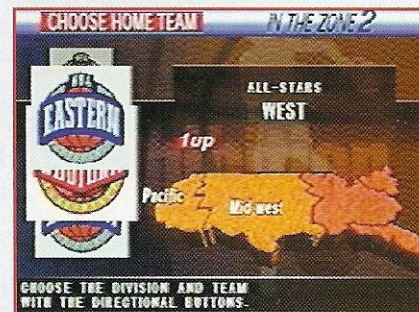 CHOOSE HOME TEAM
IN THE ZONE 2
EASTERN
ALL-STARS
WEST
1up
Pacific
Mid west
CHOOSE THE DIVISION AND TEAM
WITH THE DIRECTIONAL BUTTONS.